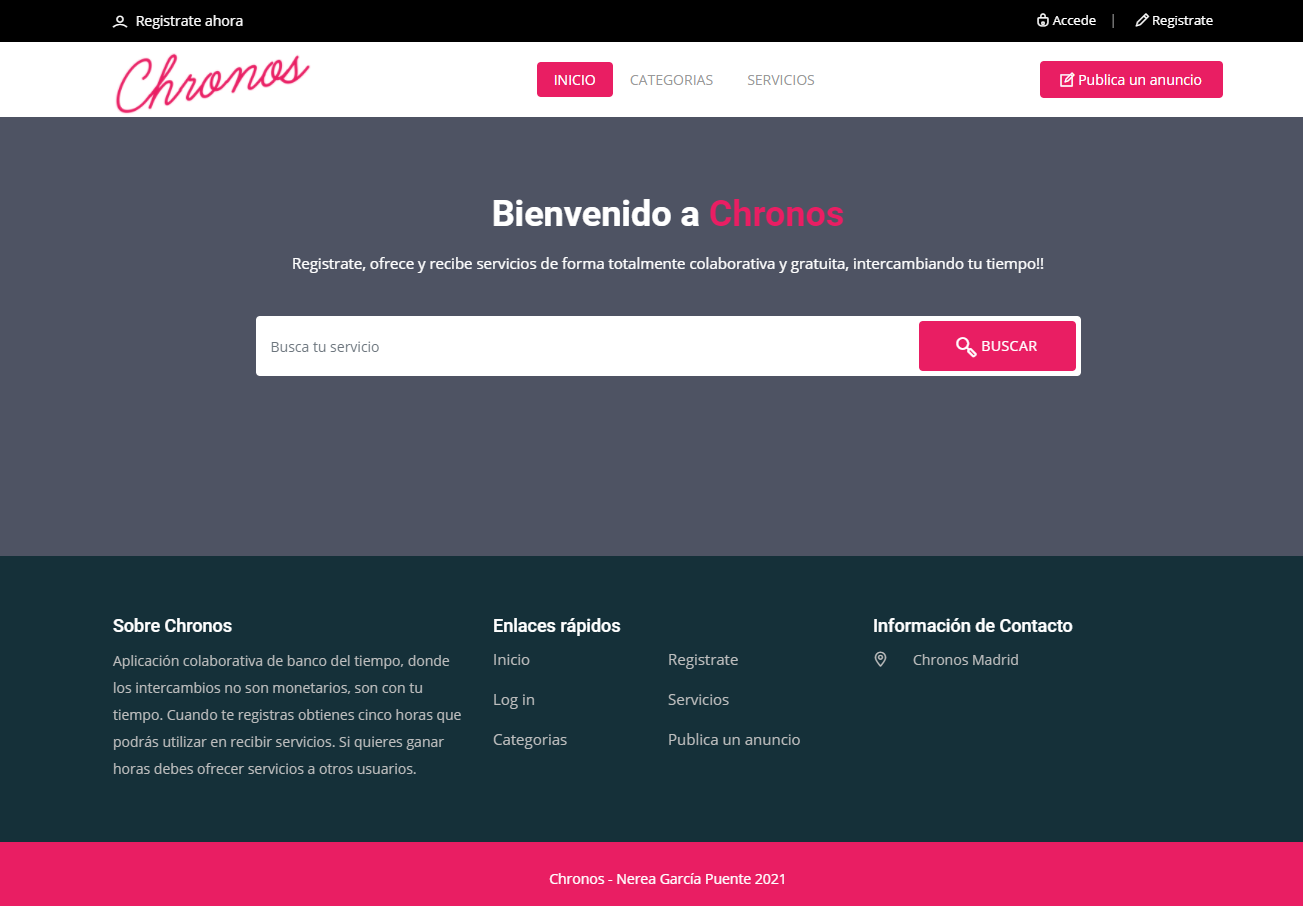 Registrate ahora
Accede | Registrate
Chronos
INICIO CATEGORIAS SERVICIOS
Publica un anuncio
Bienvenido a Chronos
Registrate, ofrece y recibe servicios de forma totalmente colaborativa y gratuita, intercambiando tu tiempo!!
Busca tu servicio
BUSCAR
Sobre Chronos
Aplicación colaborativa de banco del tiempo, donde
los intercambios no son monetarios, son con tu
tiempo. Cuando te registras obtienes cinco horas que
podrás utilizar en recibir servicios. Si quieres ganar
horas debes ofrecer servicios a otros usuarios.
Enlaces rápidos
Inicio
Log in
Categorias
Registrate
Servicios
Publica un anuncio
Información de Contacto
Chronos Madrid
Chronos - Nerea García Puente 2021